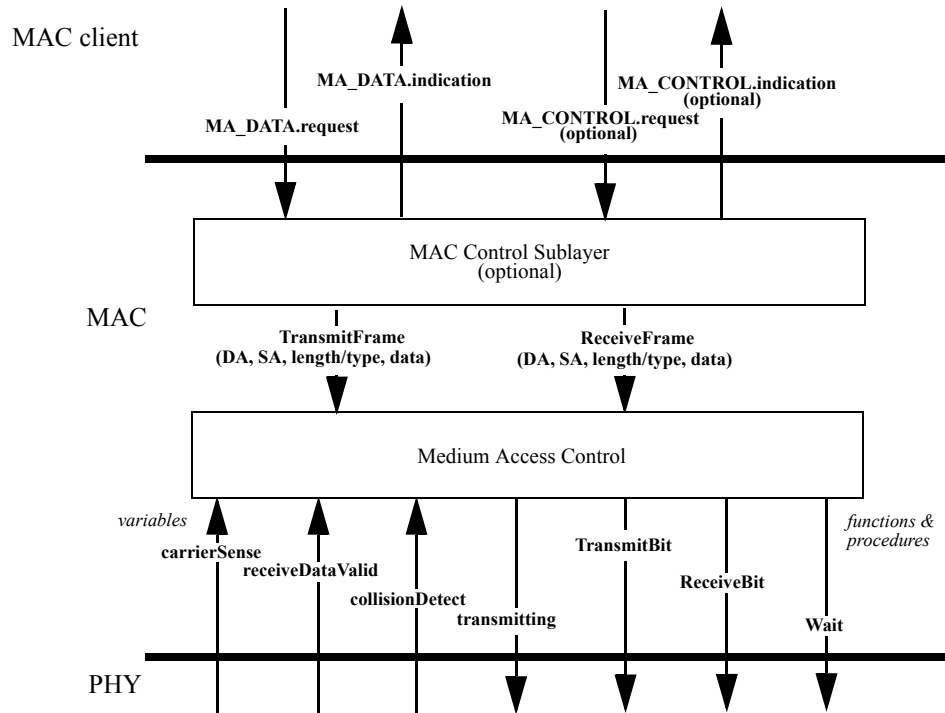 MAC client
MA_DATA.indication
MA_CONTROL.indication
(optional)
MA_DATA.request
MA_CONTROL.request
(optional)
MAC Control Sublayer
(optional)
MAC
TransmitFrame
(DA, SA, length/type, data)
ReceiveFrame
(DA, SA, length/type, data)
Medium Access Control
variables
functions &
procedures
carrierSense
receiveDataValid
collisionDetect
transmitting
TransmitBit
ReceiveBit
Wait
PHY